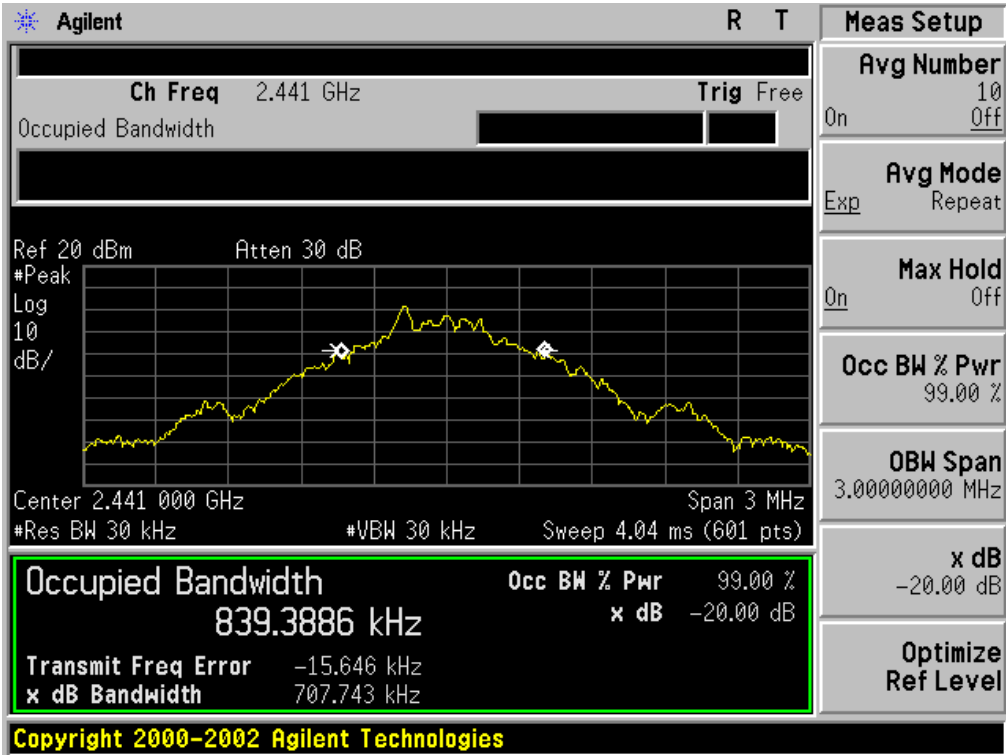 Agilent R T
Ch Freq 2.441 GHz Trig Free
Occupied Bandwidth
Ref 20 dBm Atten 30 dB
#Peak
Log
10
dB/
Center 2.441 000 GHz Span 3 MHz
#Res BW 30 kHz #VBW 30 kHz Sweep 4.04 ms (601 pts)
Occupied Bandwidth Occ BW % Pwr 99.00 %
839.3886 kHz x dB -20.00 dB
Transmit Freq Error -15.646 kHz
x dB Bandwidth 707.743 kHz
Copyright 2000-2002 Agilent Technologies
Meas Setup
Avg Number
10
On Off
Avg Mode
Exp Repeat
Max Hold
On Off
Occ BW % Pwr
99.00 %
OBW Span
3.00000000 MHz
x dB
-20.00 dB
Optimize
Ref Level